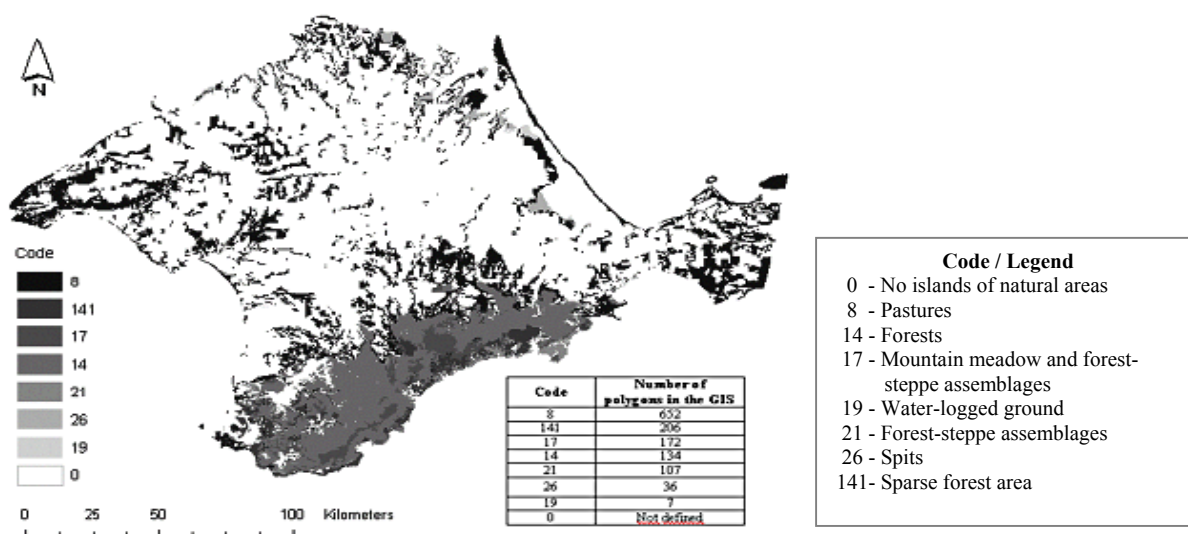 N
Code
8
141
17
14
21
26
19
0
0 25 50 100 Kilometers
Code Number of
polygons in the GIS
8 652
141 206
17 172
14 134
21 107
26 36
19 7
0 Not defined
Code / Legend
0 - No islands of natural areas
8 - Pastures
14 - Forests
17 - Mountain meadow and forest-
steppe assemblages
19 - Water-logged ground
21 - Forest-steppe assemblages
26 - Spits
141- Sparse forest area